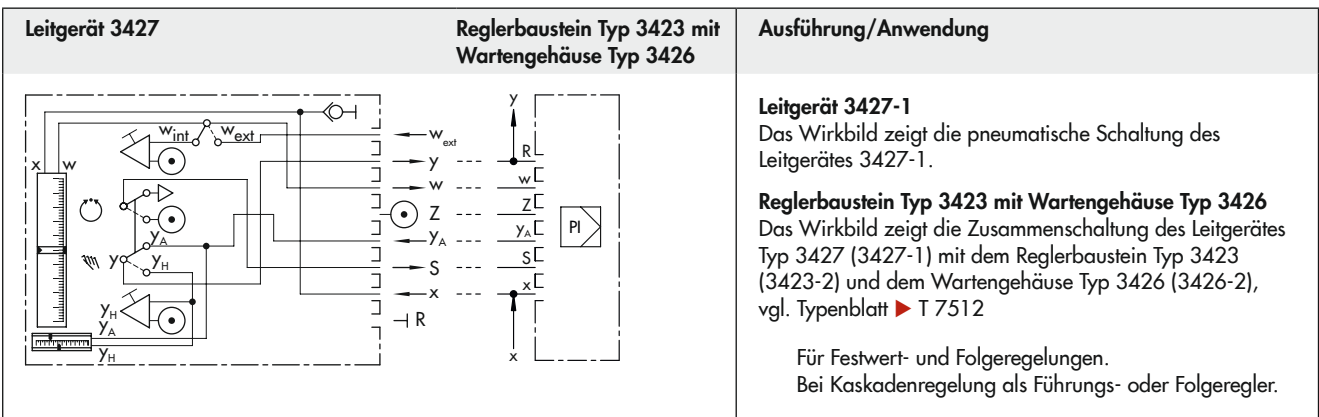 Leitgerät 3427
Reglerbaustein Typ 3423 mit
Wartengehäuse Typ 3426
Ausführung/Anwendung
x w
w_int w_ext
y_A
y y_H
y_H
y_A
y_H
w_ext
y
w
Z
y_A
S
x
R
y
R
w
Z
y_A
S
x
x
PI
Leitgerät 3427-1
Das Wirkbild zeigt die pneumatische Schaltung des
Leitgerätes 3427-1.
Reglerbaustein Typ 3423 mit Wartengehäuse Typ 3426
Das Wirkbild zeigt die Zusammenschaltung des Leitgerätes
Typ 3427 (3427-1) mit dem Reglerbaustein Typ 3423
(3423-2) und dem Wartengehäuse Typ 3426 (3426-2),
vgl. Typenblatt ▶ T 7512
Für Festwert- und Folgeregelungen.
Bei Kaskadenregelung als Führungs- oder Folgeregler.